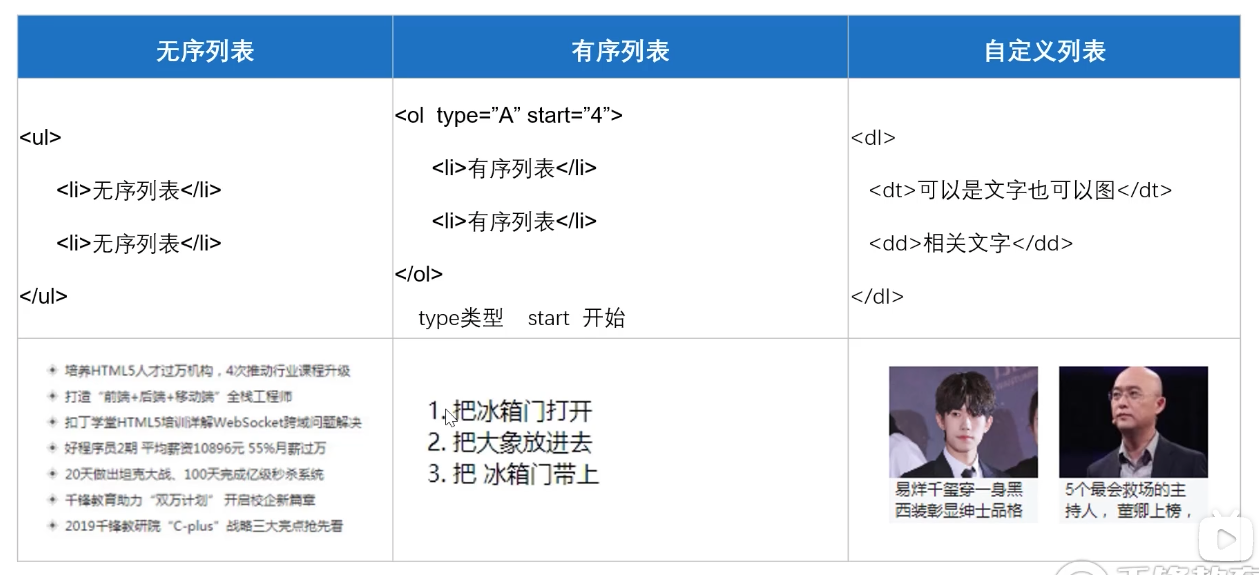 无序列表
有序列表
自定义列表
<ul>
<li>无序列表</li>
<li>无序列表</li>
</ul>
<ol  type=”A” start=”4”>
<li>有序列表</li>
<li>有序列表</li>
</ol>
type类型    start  开始
<dl>
<dt>可以是文字也可以图</dt>
<dd>相关文字</dd>
</dl>
培养HTML5人才过万机构，4次推动行业课程升级
打造“前端+后端+移动端”全栈工程师
扣丁学堂HTML5培训详解WebSocket跨域问题解决
好程序员2期 平均薪资10896元 55%月薪过万
20天做出坦克大战、100天完成亿级秒杀系统
千锋教育助力“双万计划” 开启校企新篇章
2019千锋教研院“C-plus”战略三大亮点抢先看
1. 把冰箱门打开
2. 把大象放进去
3. 把 冰箱门带上
易烊千玺穿一身黑
西装彰显绅士品格
5个最会救场的主
持人，董卿上榜，